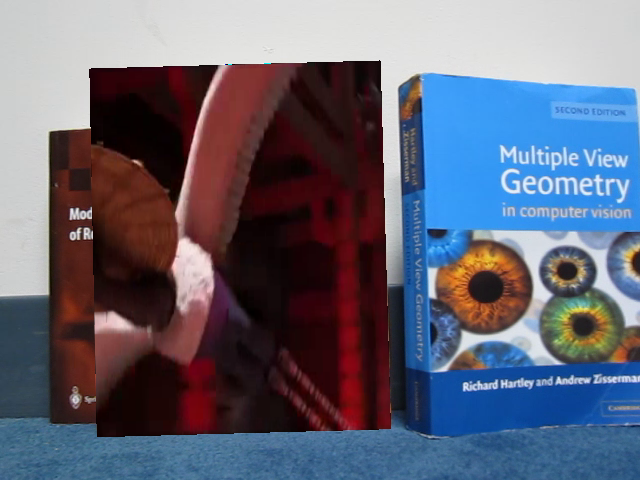 Mod
of Re
Hartley and
Zisserman
Multiple View Geometry
SECOND EDITION
Multiple View
Geometry
in computer vision
Richard Hartley and Andrew Zisserman